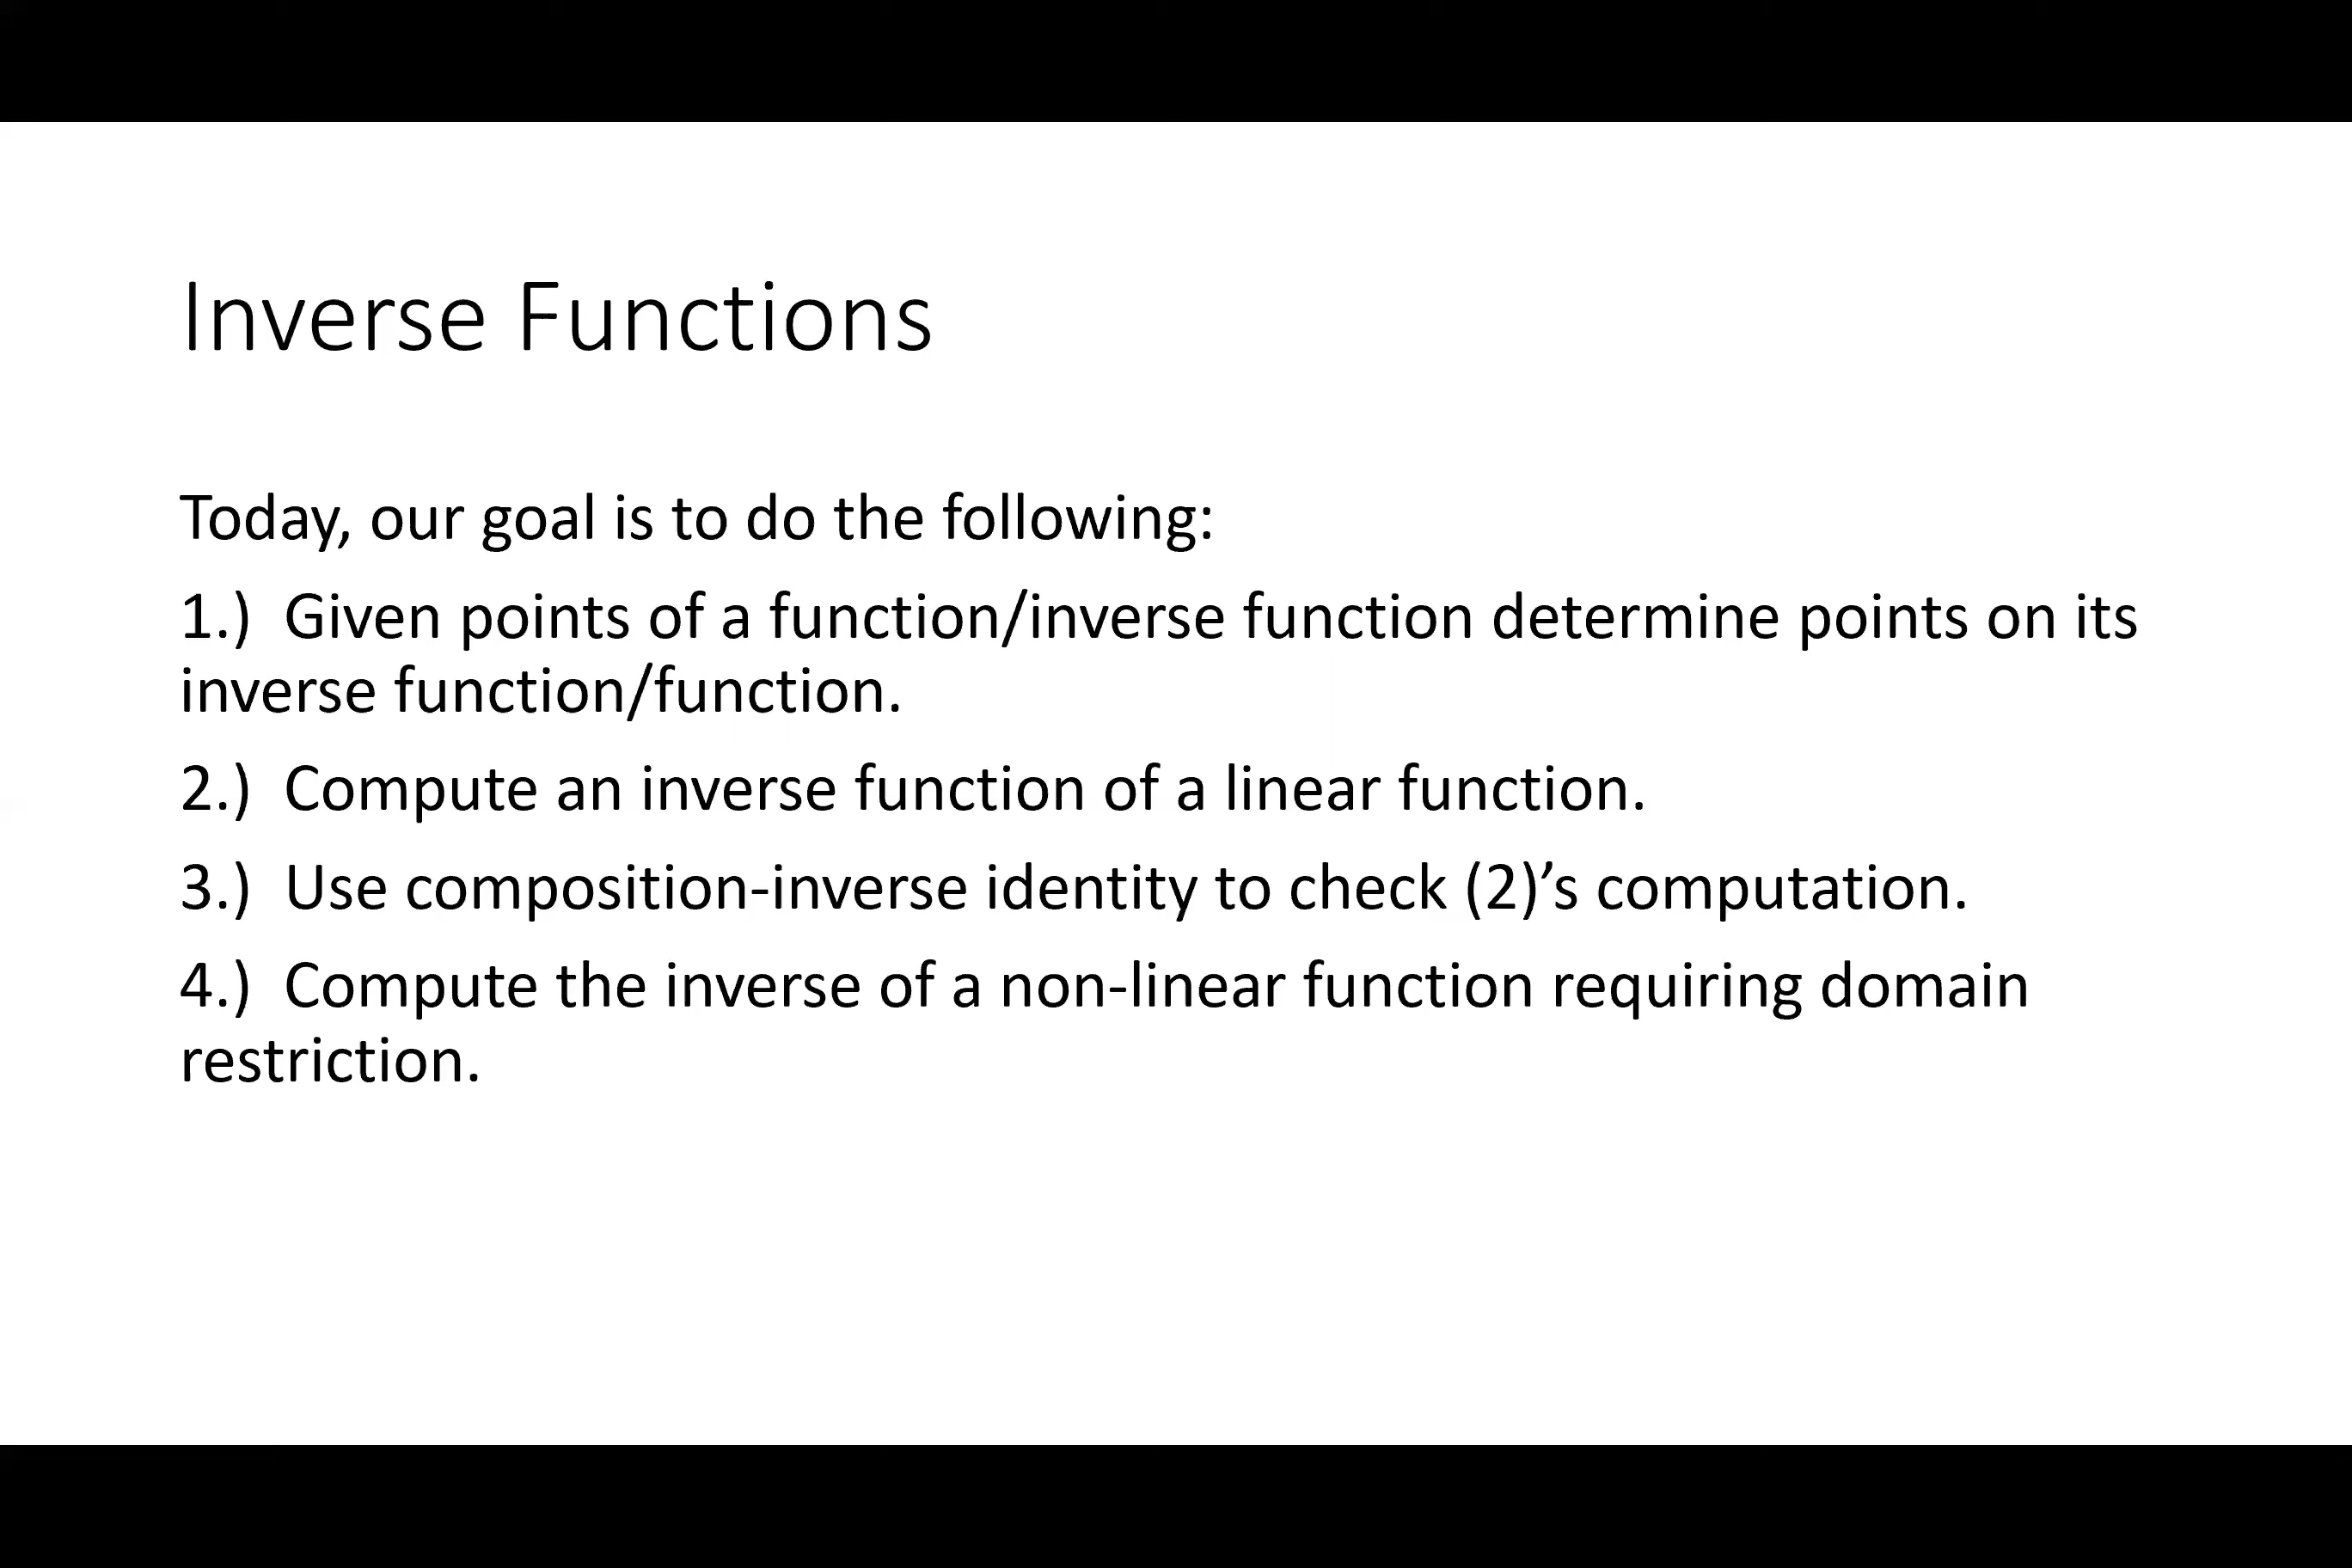 Inverse Functions
Today, our goal is to do the following:
1.) Given points of a function/inverse function determine points on its
inverse function/function.
2.) Compute an inverse function of a linear function.
3.) Use composition-inverse identity to check (2)’s computation.
4.) Compute the inverse of a non-linear function requiring domain
restriction.